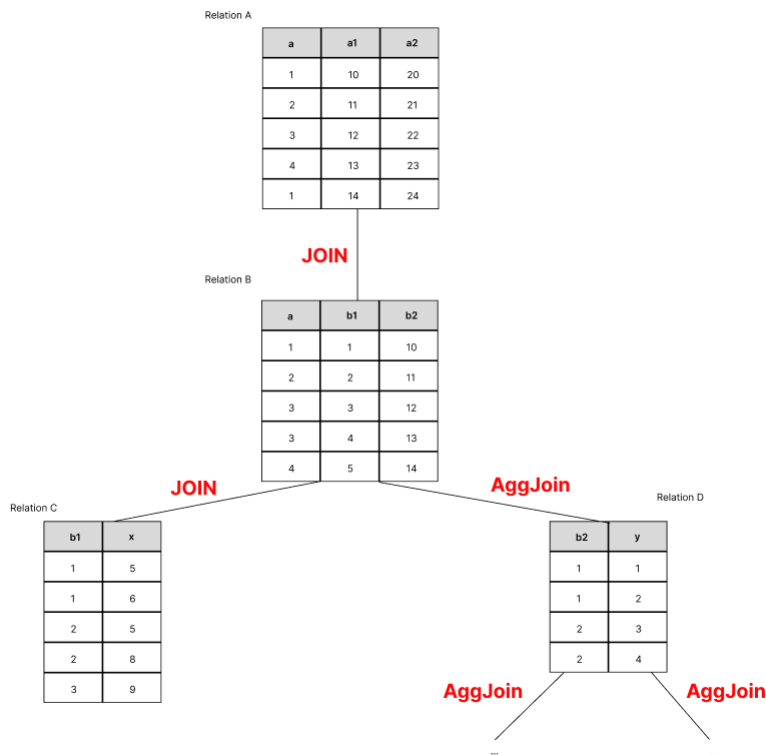 Relation A
a a1 a2
1 10 20
2 11 21
3 12 22
4 13 23
1 14 24
JOIN
Relation B
a b1 b2
1 1 10
2 2 11
3 3 12
3 4 13
4 5 14
JOIN
AggJoin
Relation C
b1 x
1 5
1 6
2 5
2 8
3 9
Relation D
b2 y
1 1
1 2
2 3
2 4
AggJoin
AggJoin
...